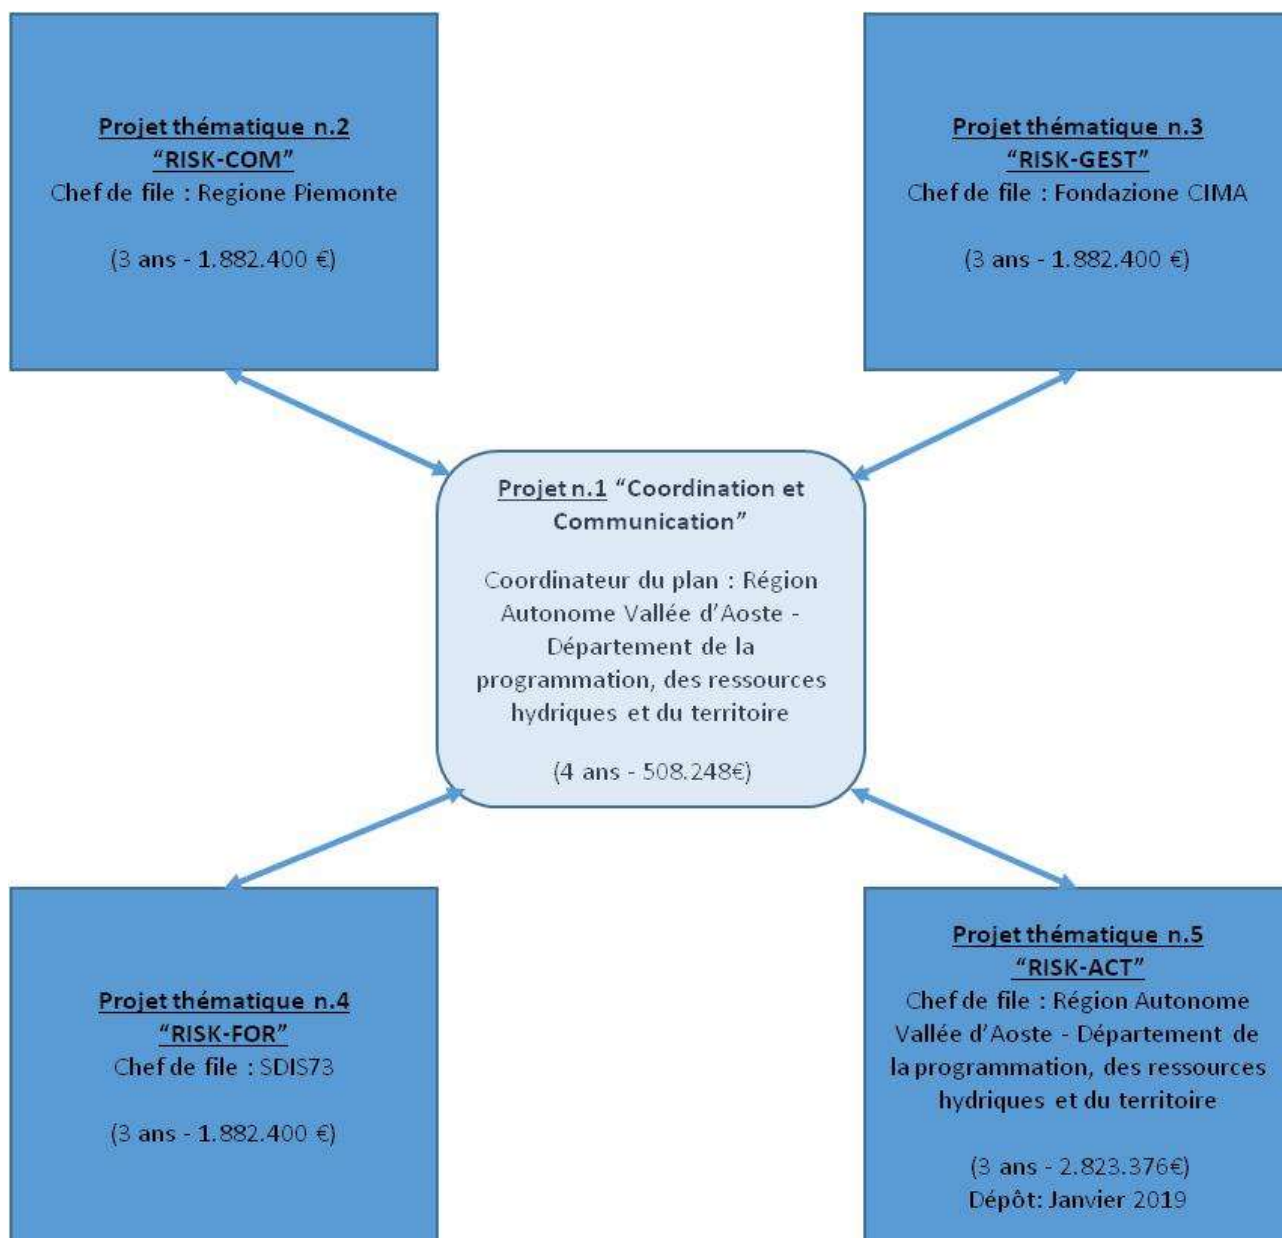 Projet thématique n.2
“RISK-COM”
Chef de file : Regione Piemonte
(3 ans - 1.882.400 €)
Projet thématique n.3
“RISK-GEST”
Chef de file : Fondazione CIMA
(3 ans - 1.882.400 €)
Projet n.1 “Coordination et
Communication”
Coordinateur du plan : Région
Autonome Vallée d’Aoste -
Département de la
programmation, des ressources
hydriques et du territoire
(4 ans - 508.248€)
Projet thématique n.4
“RISK-FOR”
Chef de file : SDIS73
(3 ans - 1.882.400 €)
Projet thématique n.5
“RISK-ACT”
Chef de file : Région Autonome
Vallée d’Aoste - Département de
la programmation, des ressources
hydriques et du territoire
(3 ans - 2.823.376€)
Dépôt: Janvier 2019